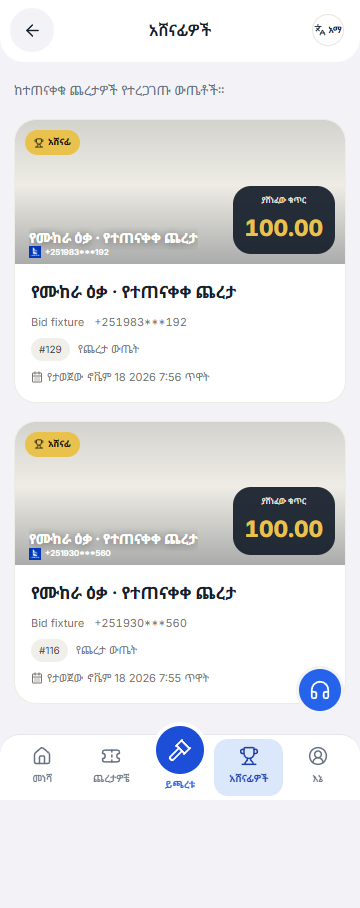 አሸናፊዎች
አማ
ከተጠናቀቁ ጨረታዎች የተረጋገጡ ውጤቶች።
አሸናፊ
ያሸነፈው ቁጥር
100.00
የሙከራ ዕቃ · የተጠናቀቀ ጨረታ
+251983***192
የሙከራ ዕቃ · የተጠናቀቀ ጨረታ
Bid fixture +251983***192
#129 የጨረታ ውጤት
የታወጀው ኖቬም 18 2026 7:56 ጥዋት
አሸናፊ
ያሸነፈው ቁጥር
100.00
የሙከራ ዕቃ · የተጠናቀቀ ጨረታ
+251930***560
የሙከራ ዕቃ · የተጠናቀቀ ጨረታ
Bid fixture +251930***560
#116 የጨረታ ውጤት
የታወጀው ኖቬም 18 2026 7:55 ጥዋት
መነሻ
ጨረታዎቼ
ይጫረቱ
አሸናፊዎች
እኔ